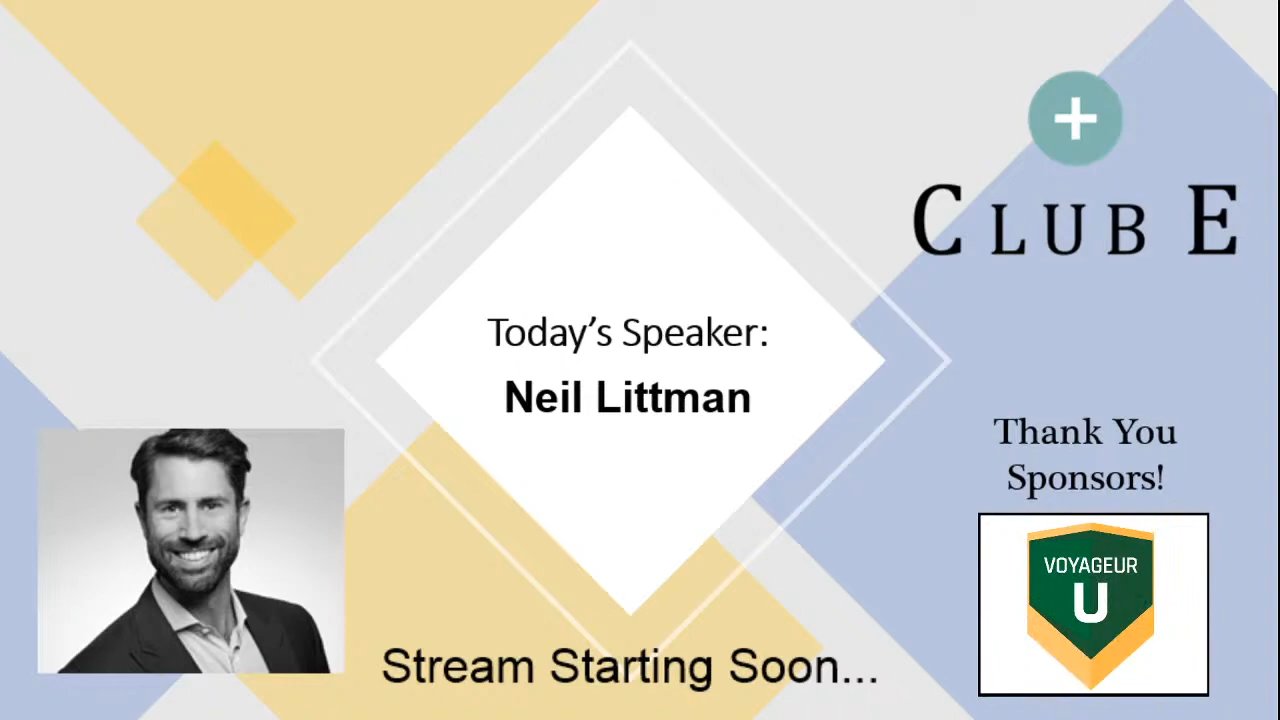 CLUB E
Today's Speaker:
Neil Littman
Thank You
Sponsors!
VOYAGEUR
U
Stream Starting Soon...